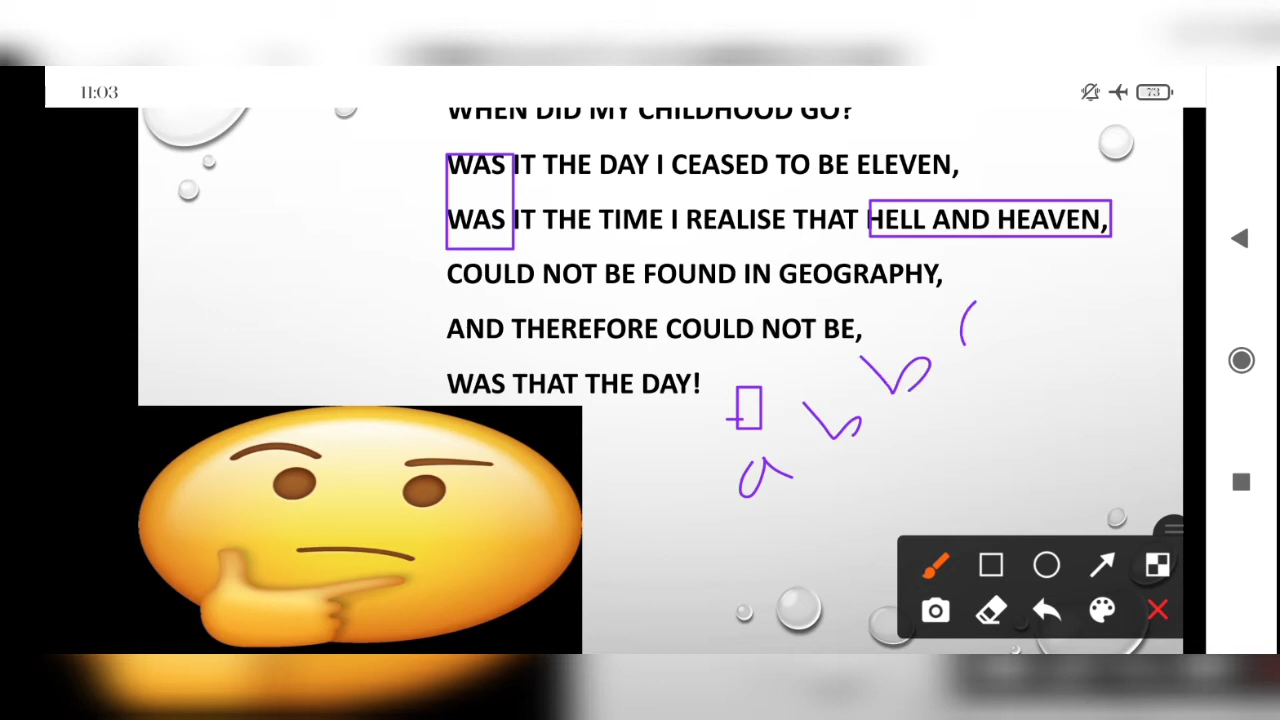 11:03
73
WHEN DID MY CHILDHOOD GO?
WAS IT THE DAY I CEASED TO BE ELEVEN,
WAS IT THE TIME I REALISE THAT HELL AND HEAVEN,
COULD NOT BE FOUND IN GEOGRAPHY,
AND THEREFORE COULD NOT BE,
WAS THAT THE DAY!
a b b c